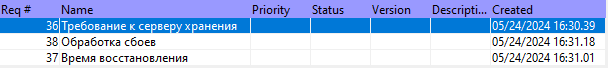 Req # Name Priority Status Version Descripti... Created
36 Требование к серверу хранения 05/24/2024 16:30.39
38 Обработка сбоев 05/24/2024 16:31.18
37 Время восстановления 05/24/2024 16:31.01